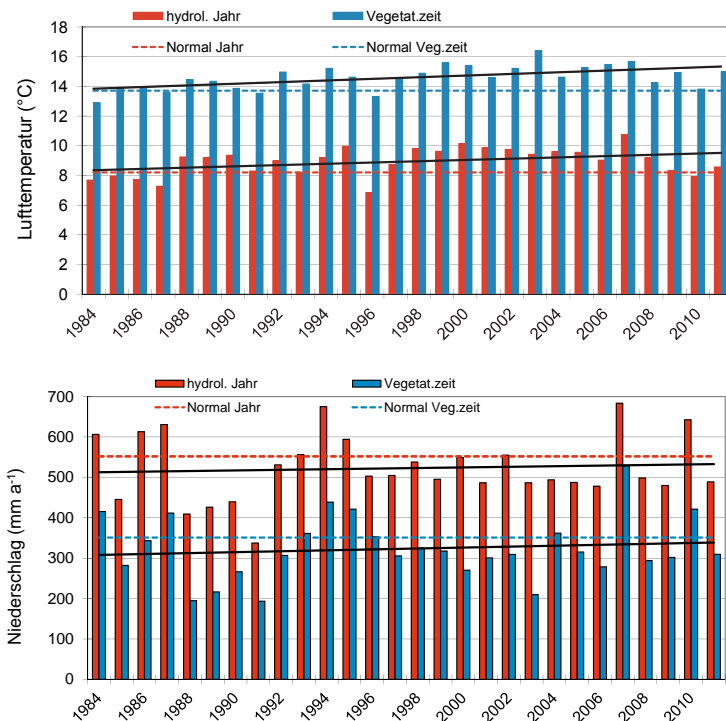 hydrol. Jahr Vegetat.zeit
Normal Jahr Normal Veg.zeit
Lufttemperatur (°C)
18
16
14
12
10
8
6
4
2
0
1984 1986 1988 1990 1992 1994 1996 1998 2000 2002 2004 2006 2008 2010
hydrol. Jahr Vegetat.zeit
Normal Jahr Normal Veg.zeit
Niederschlag (mm a-1)
700
600
500
400
300
200
100
0
1984 1986 1988 1990 1992 1994 1996 1998 2000 2002 2004 2006 2008 2010